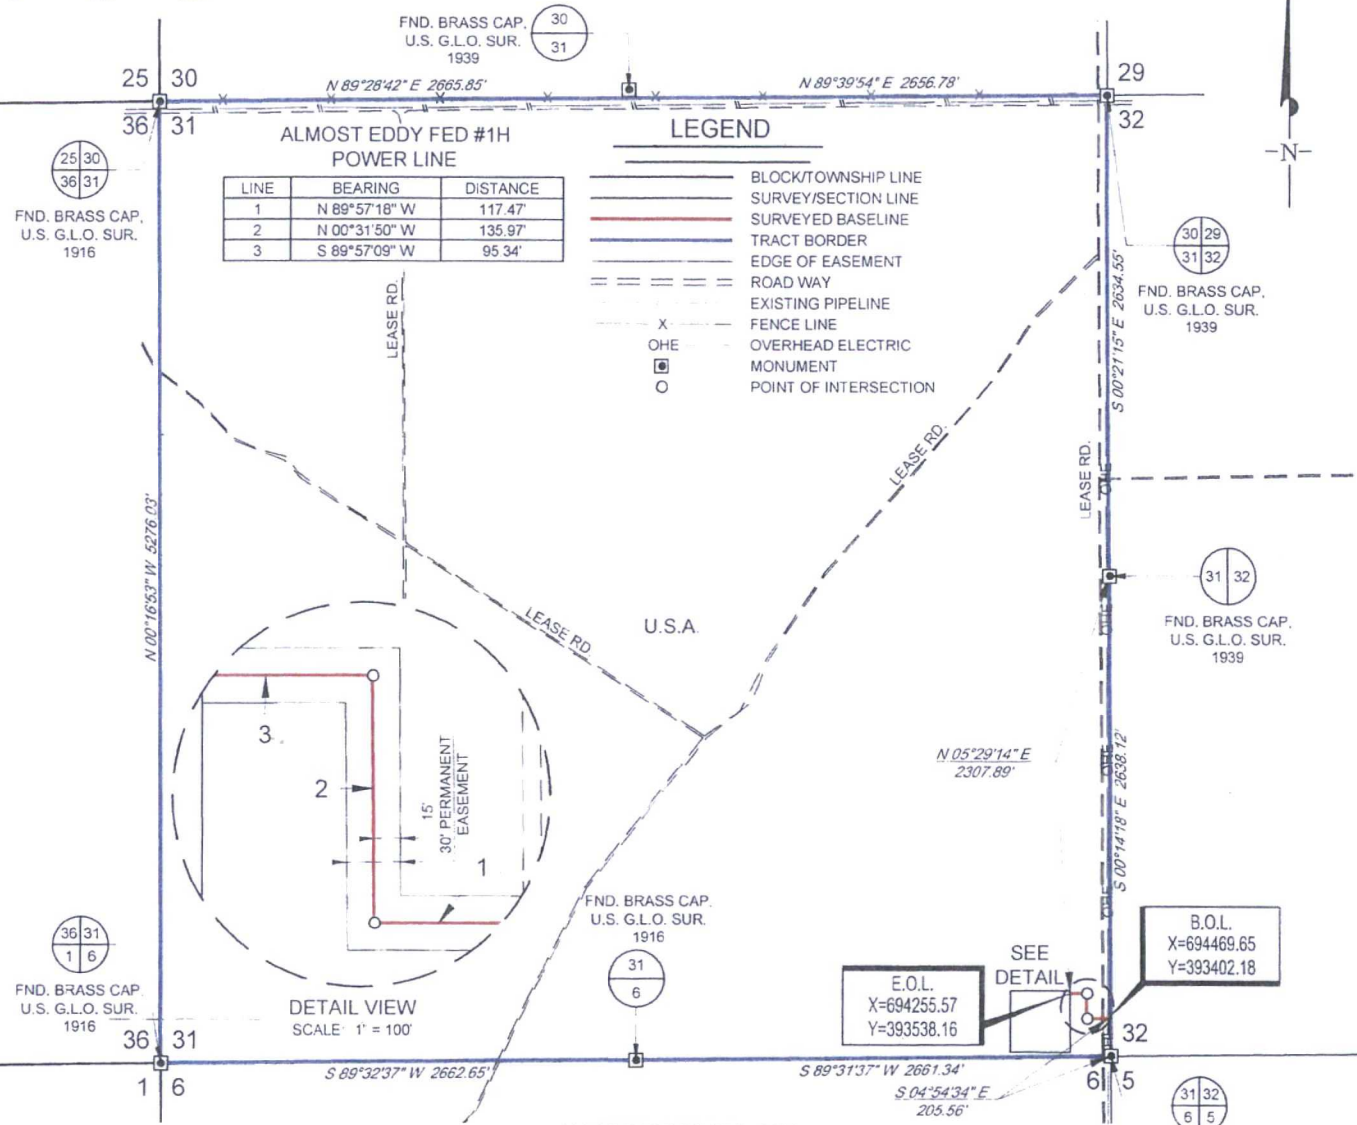 FND. BRASS CAP,
U.S. G.L.O. SUR.
1939
30
31
25 30
36 31
N 89°28'42" E 2665.85'
N 89°39'54" E 2656.78'
29
32
-N-
ALMOST EDDY FED #1H
POWER LINE
LINE BEARING DISTANCE
1 N 89°57'18" W 117.47'
2 N 00°31'50" W 135.97'
3 S 89°57'09" W 95.34'
LEGEND
BLOCK/TOWNSHIP LINE
SURVEY/SECTION LINE
SURVEYED BASELINE
TRACT BORDER
EDGE OF EASEMENT
ROAD WAY
EXISTING PIPELINE
X FENCE LINE
OHE OVERHEAD ELECTRIC
MONUMENT
POINT OF INTERSECTION
25 30
36 31
FND. BRASS CAP,
U.S. G.L.O. SUR.
1916
30 29
31 32
FND. BRASS CAP,
U.S. G.L.O. SUR.
1939
LEASE RD.
S 00°21'15" E 2634.55'
LEASE RD.
LEASE RD.
OHE
N 00°16'53" W 5276.03'
LEASE RD.
U.S.A.
31 32
FND. BRASS CAP.
U.S. G.L.O. SUR.
1939
OHE
3
2
1
15'
30' PERMANENT
EASEMENT
N 05°29'14" E
2307.89'
OHE
S 00°14'18" E 2638.12'
OHE
FND. BRASS CAP.
U.S. G.L.O. SUR.
1916
31
6
36 31
1 6
FND. BRASS CAP
U.S. G.L.O. SUR.
1916
DETAIL VIEW
SCALE: 1" = 100'
SEE
DETAIL
B.O.L.
X=694469.65
Y=393402.18
E.O.L.
X=694255.57
Y=393538.16
36 31
1 6
S 89°32'37" W 2662.65'
S 89°31'37" W 2661.34'
32
6 5
S 04°54'34" E
205.56'
31 32
6 5